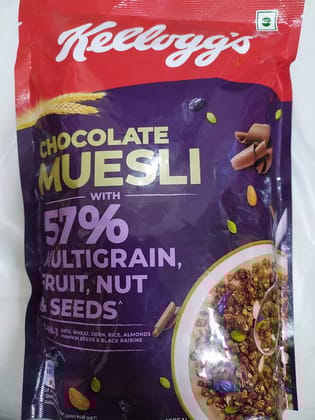 Kellogg's
CHOCOLATE
MUESLI
WITH
57%
MULTIGRAIN,
FRUIT, NUT
& SEEDS^
OATS, WHEAT, CORN, RICE, ALMONDS
PUMPKIN SEEDS & BLACK RAISINS